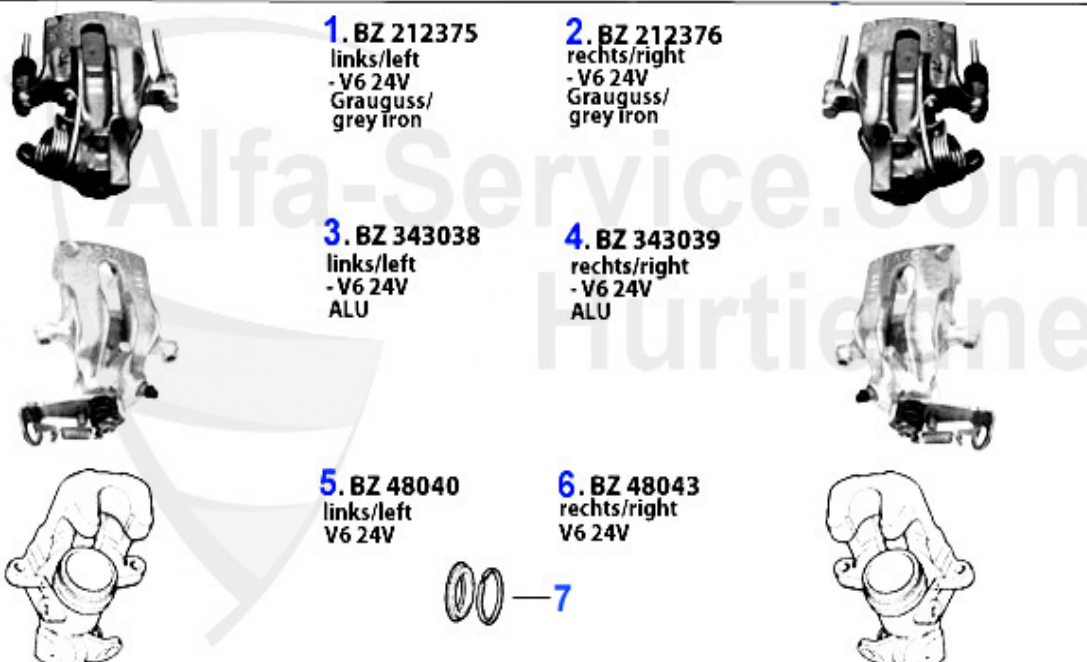 1. BZ 212375
links/left
- V6 24V
Grauguss/
grey iron
2. BZ 212376
rechts/right
- V6 24V
Grauguss/
grey iron
3. BZ 343038
links/left
- V6 24V
ALU
4. BZ 343039
rechts/right
- V6 24V
ALU
5. BZ 48040
links/left
V6 24V
6. BZ 48043
rechts/right
V6 24V
7
Alfa-Service.com
Hurtienne